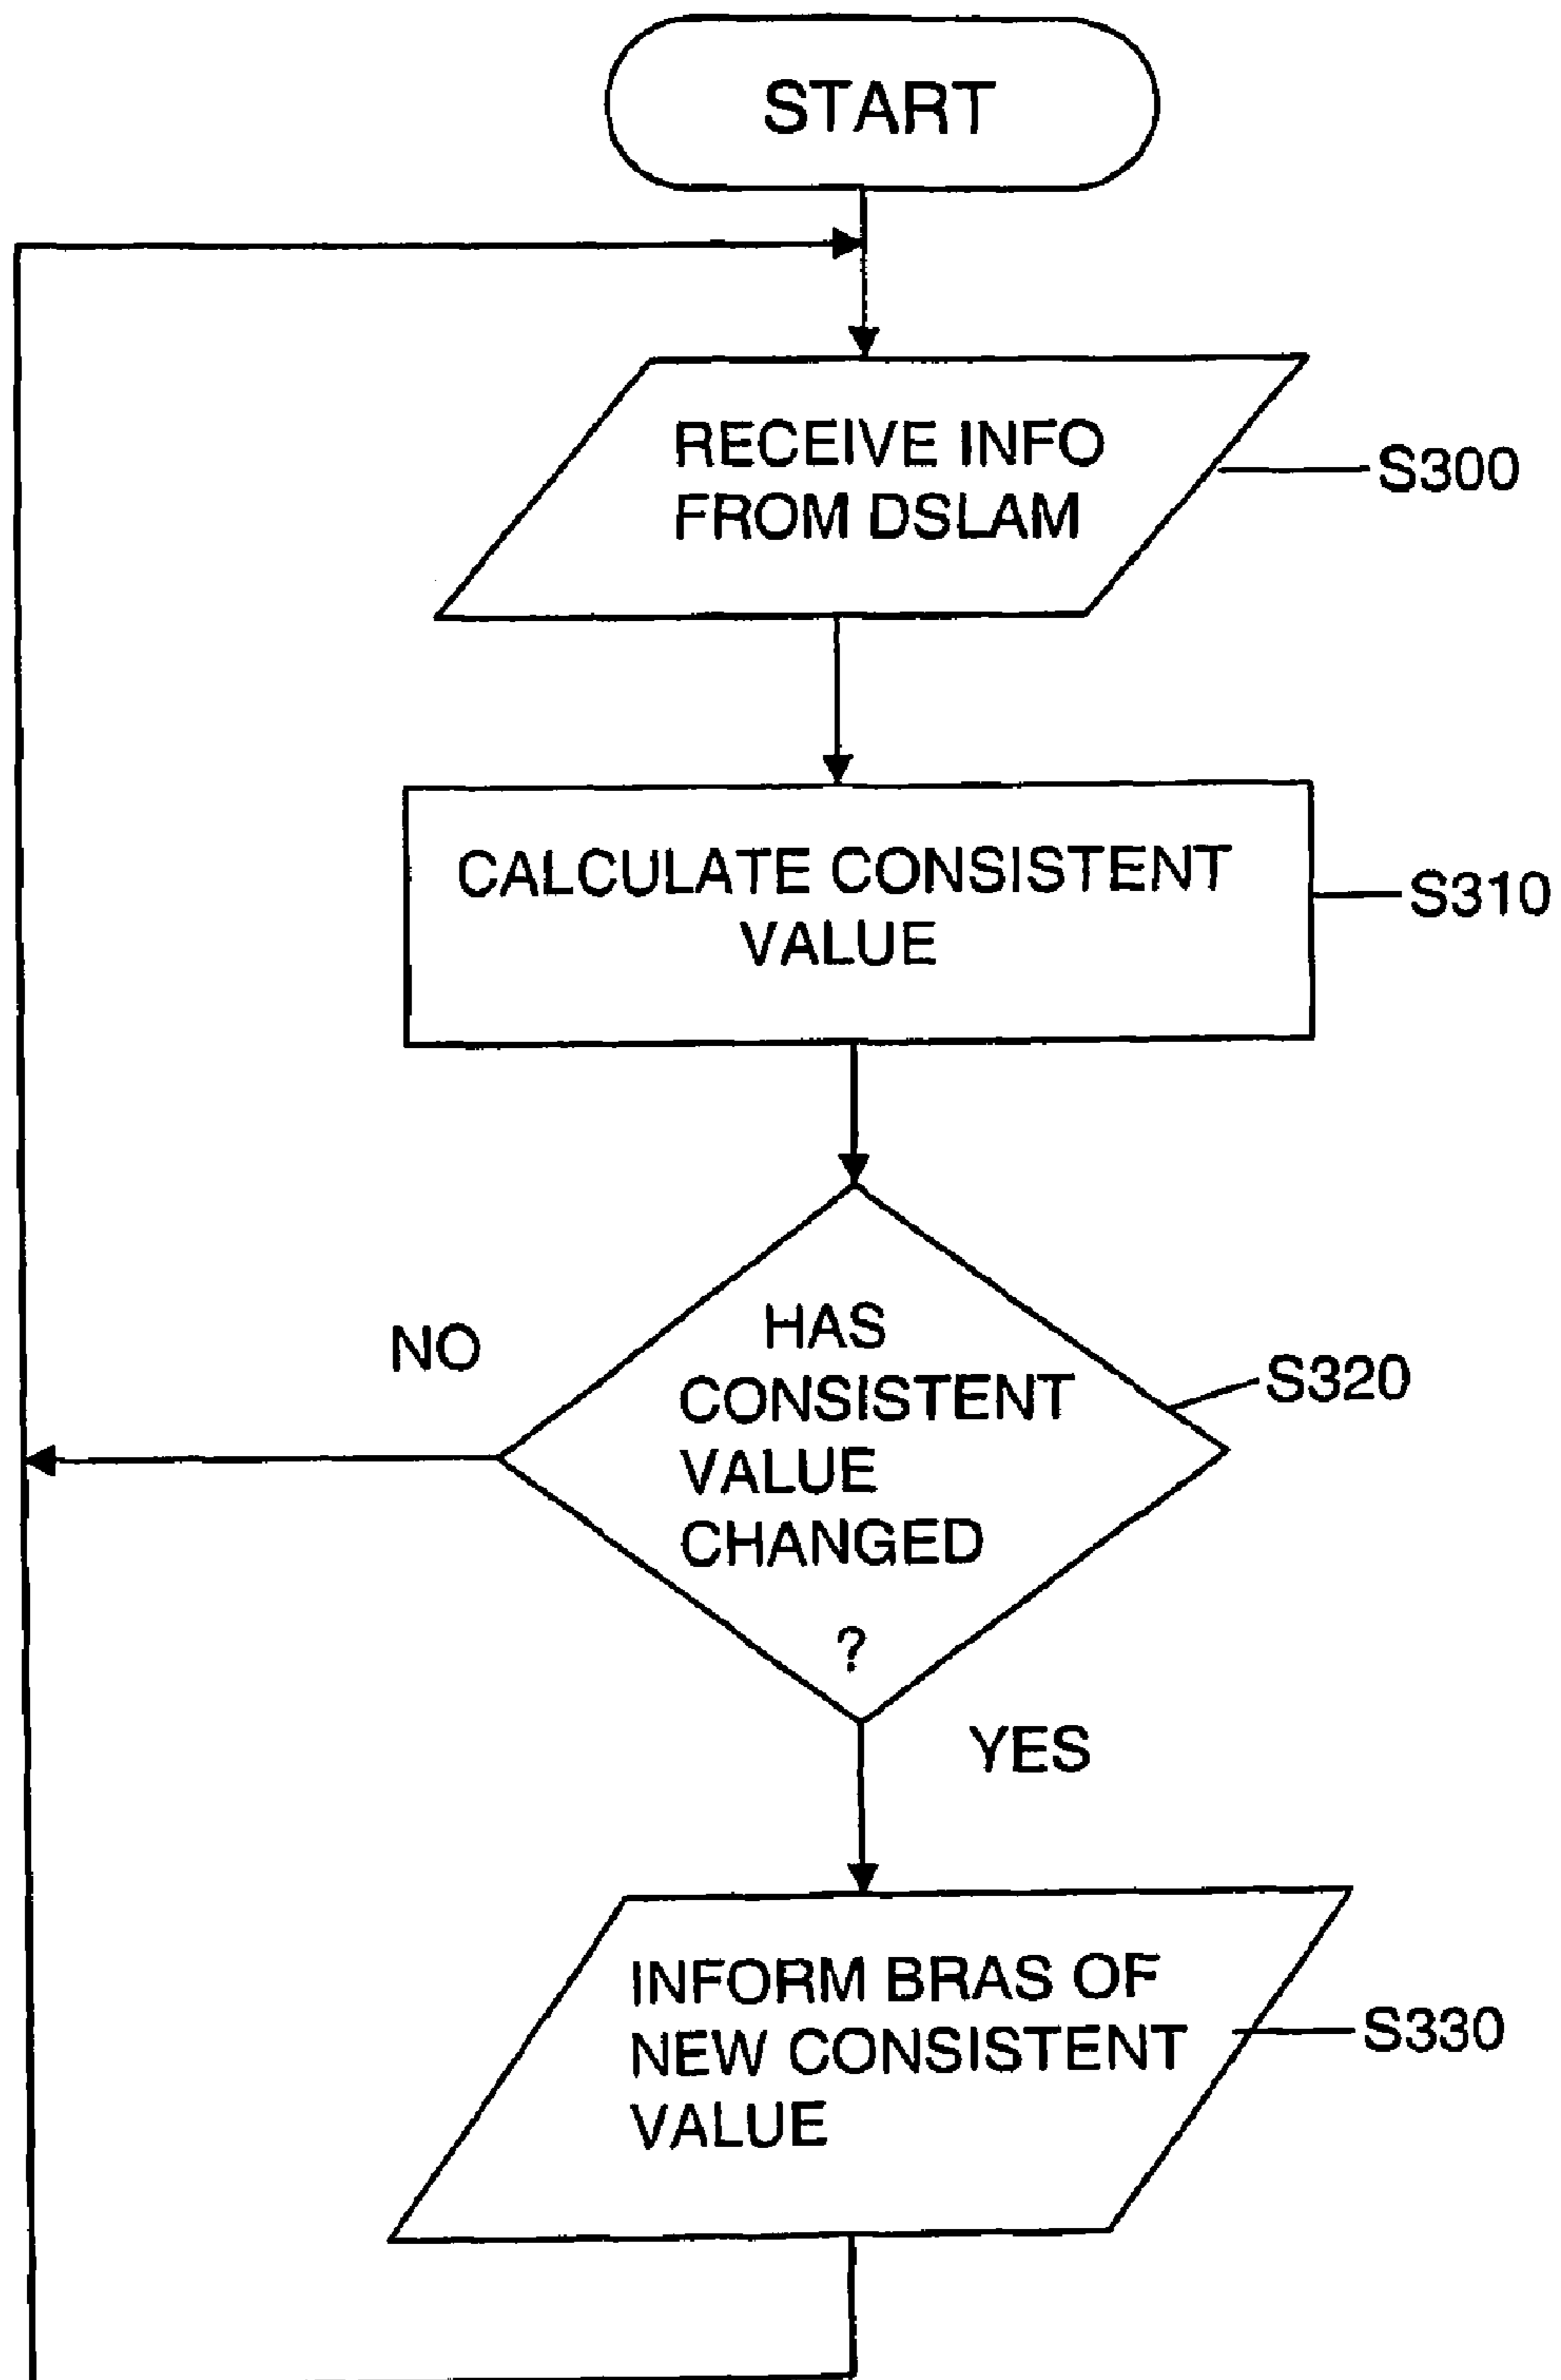 START
RECEIVE INFO
FROM DSLAM
S300
CALCULATE CONSISTENT
VALUE
S310
HAS
CONSISTENT
VALUE
CHANGED
?
S320
NO
YES
INFORM BRAS OF
NEW CONSISTENT
VALUE
S330